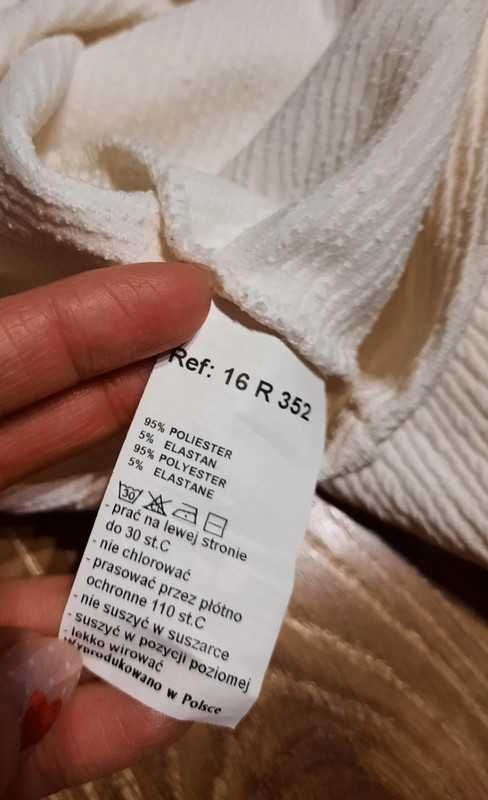 Ref: 16 R 352
95% POLIESTER
5% ELASTAN
95% POLYESTER
5% ELASTANE
30
- prać na lewej stronie
do 30 st.C
- nie chlorować
- prasować przez płótno
ochronne 110 st.C
- nie suszyć w suszarce
- suszyć w pozycji poziomej
- lekko wirować
Wyprodukowano w Polsce